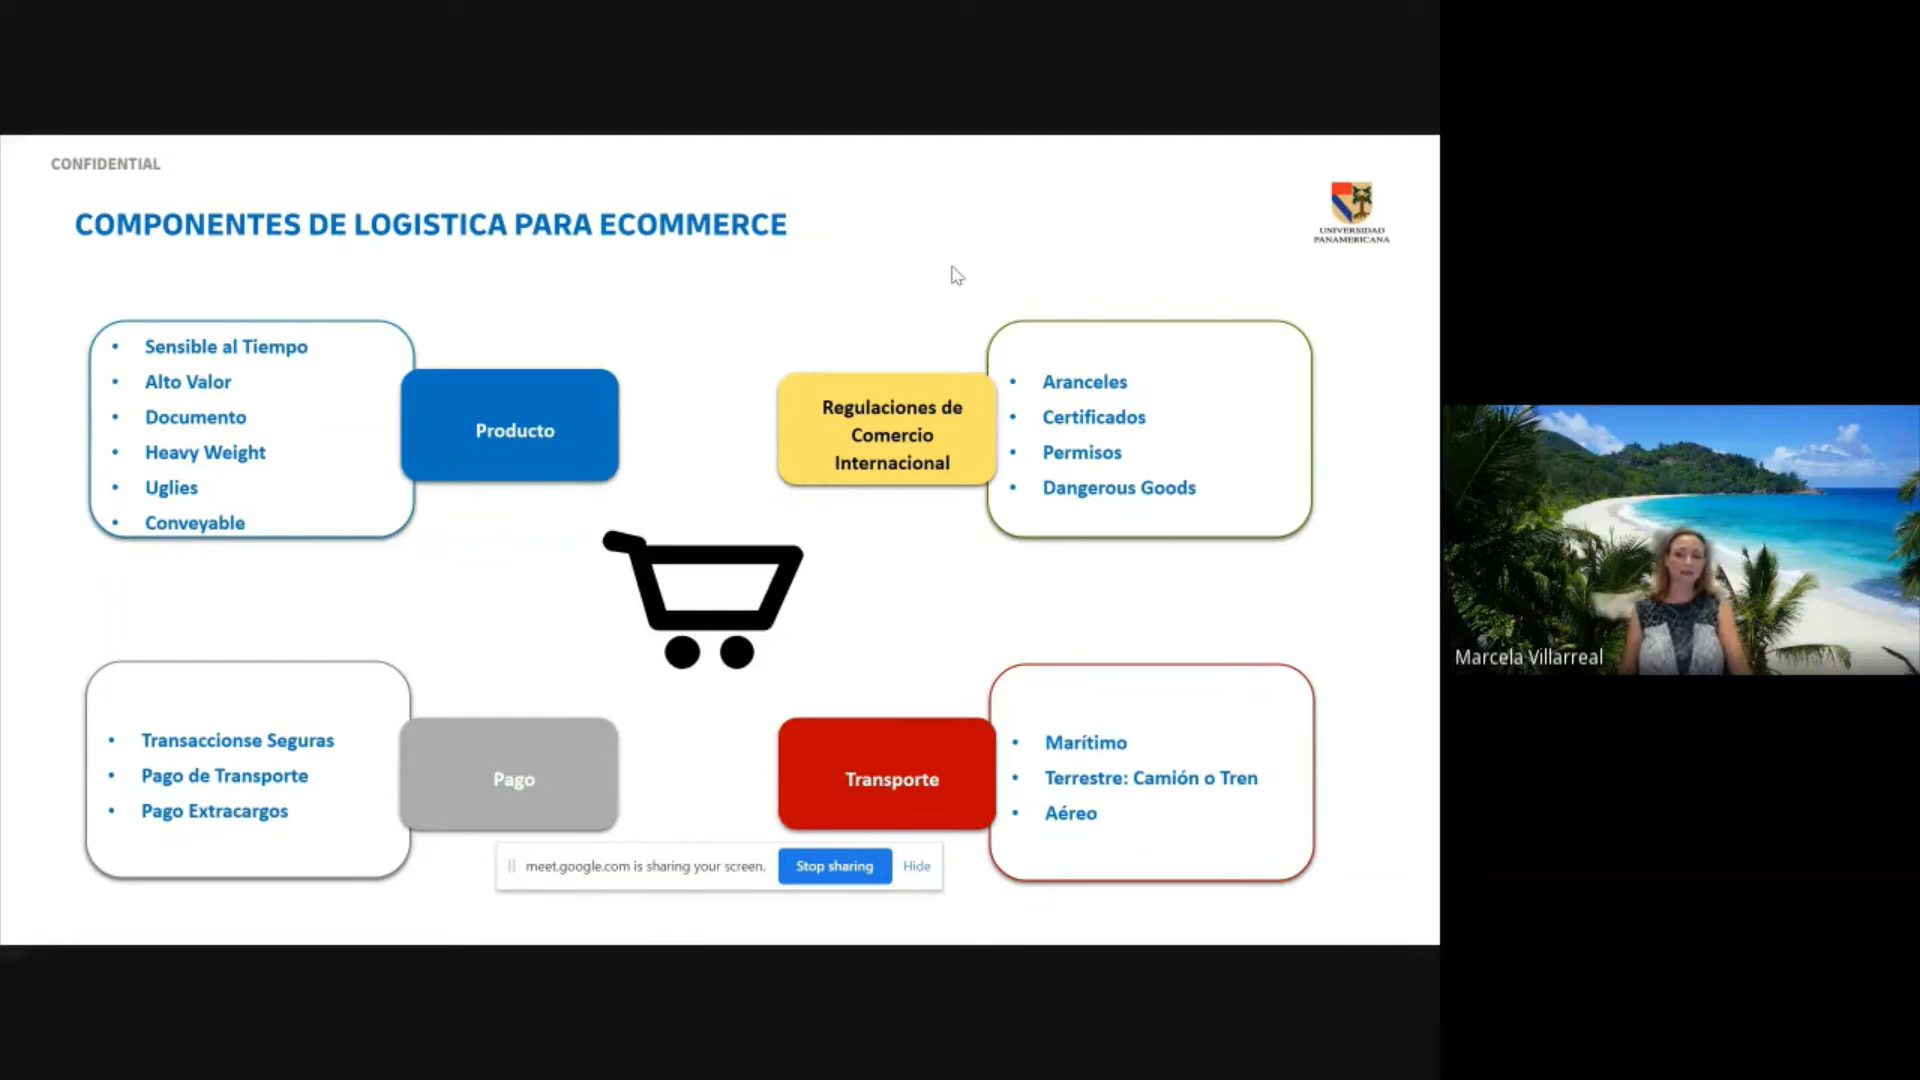 CONFIDENTIAL
COMPONENTES DE LOGISTICA PARA ECOMMERCE
UNIVERSIDAD
PANAMERICANA
• Sensible al Tiempo
• Alto Valor
• Documento
• Heavy Weight
• Uglies
• Conveyable
Producto
Regulaciones de
Comercio
Internacional
• Aranceles
• Certificados
• Permisos
• Dangerous Goods
• Transaccionse Seguras
• Pago de Transporte
• Pago Extracargos
Pago
Transporte
• Marítimo
• Terrestre: Camión o Tren
• Aéreo
meet.google.com is sharing your screen.
Stop sharing
Hide
Marcela Villarreal